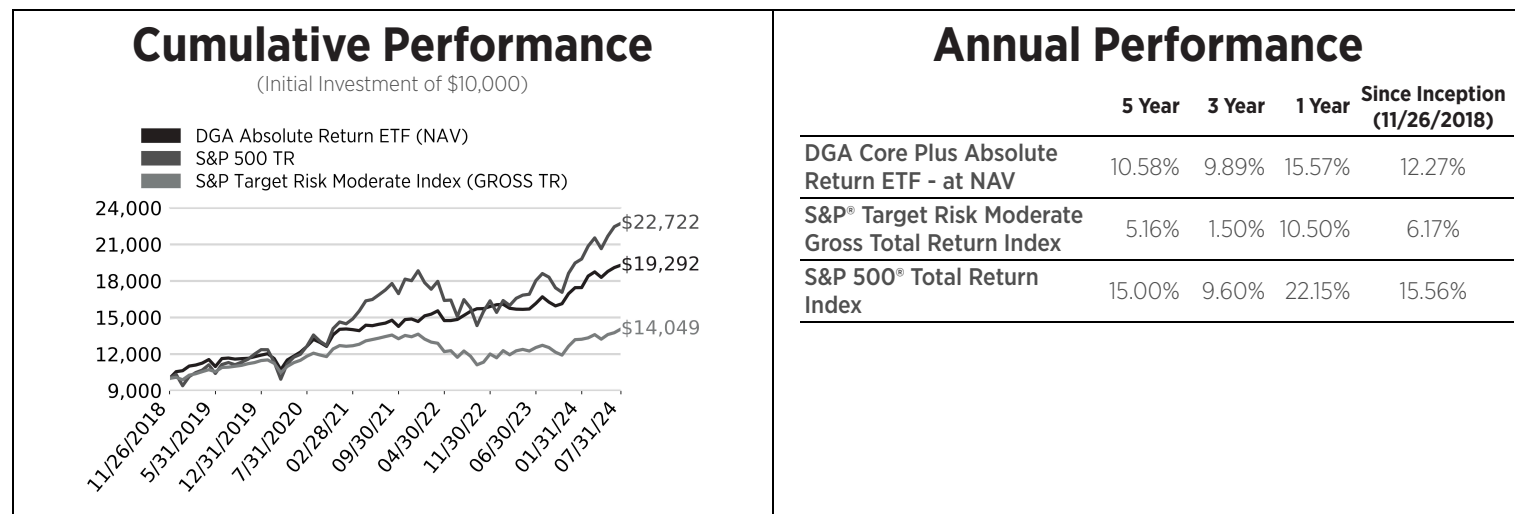 Cumulative Performance
(Initial Investment of $10,000)
DGA Absolute Return ETF (NAV)
S&P 500 TR
S&P Target Risk Moderate Index (GROSS TR)
24,000
21,000
18,000
15,000
12,000
9,000
$22,722
$19,292
$14,049
11/26/2018
5/31/2019
12/31/2019
7/31/2020
02/28/21
09/30/21
04/30/22
11/30/22
06/30/23
01/31/24
07/31/24
Annual Performance
5 Year 3 Year 1 Year Since Inception
(11/26/2018)
DGA Core Plus Absolute
Return ETF - at NAV 10.58% 9.89% 15.57% 12.27%
S&P® Target Risk Moderate
Gross Total Return Index 5.16% 1.50% 10.50% 6.17%
S&P 500® Total Return
Index 15.00% 9.60% 22.15% 15.56%